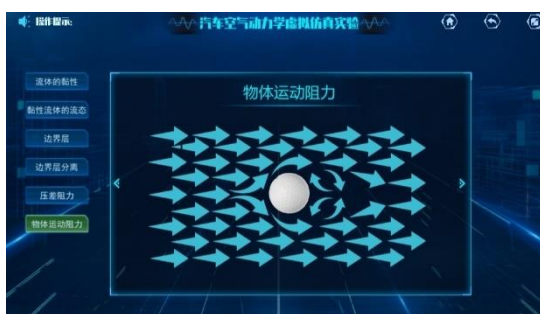 操作提示:
汽车空气动力学虚拟仿真实验
流体的黏性
黏性流体的流态
边界层
边界层分离
压差阻力
物体运动阻力
物体运动阻力